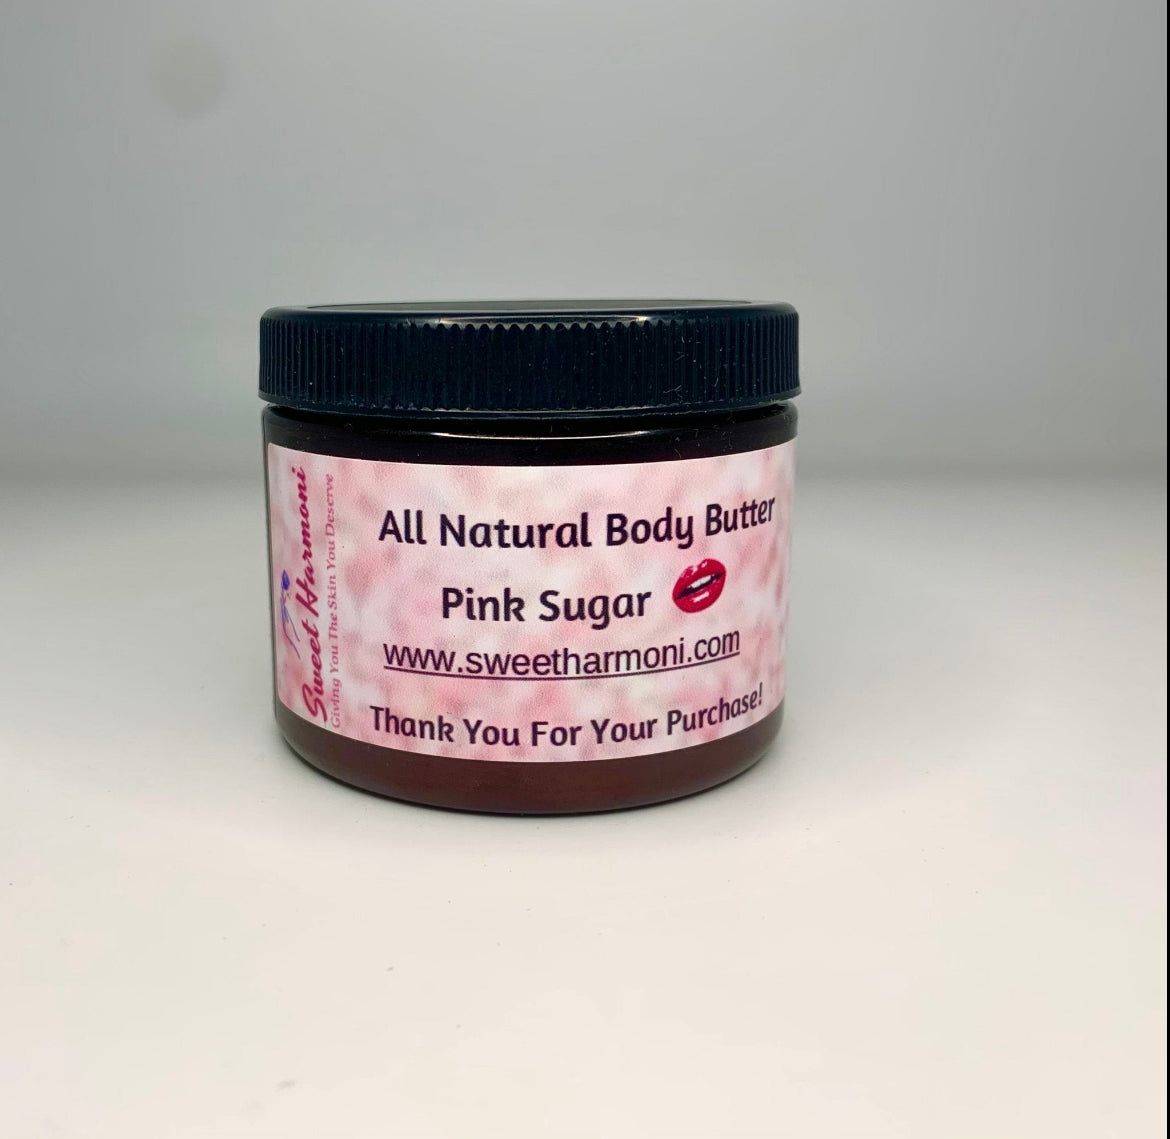 Sweet Harmoni
Giving You The Skin You Deserve
All Natural Body Butter
Pink Sugar
www.sweetharmoni.com
Thank You For Your Purchase!